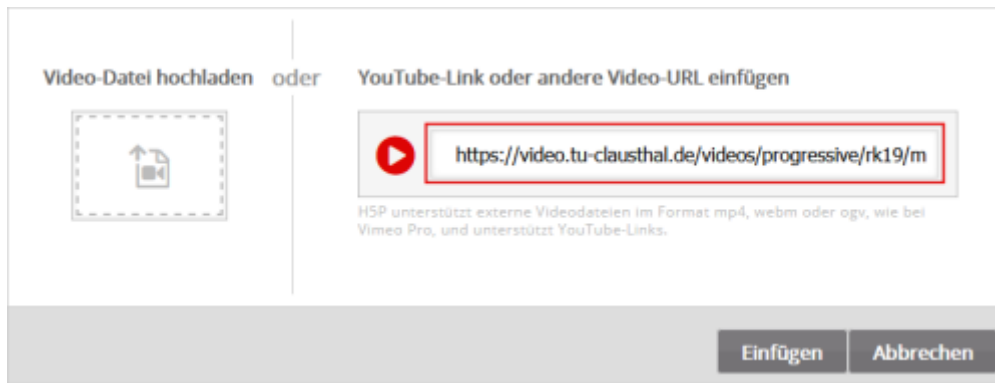 Video-Datei hochladen oder YouTube-Link oder andere Video-URL einfügen
https://video.tu-clausthal.de/videos/progressive/rk19/m
H5P unterstützt externe Videodateien im Format mp4, webm oder ogv, wie bei
Vimeo Pro, und unterstützt YouTube-Links.
Einfügen Abbrechen